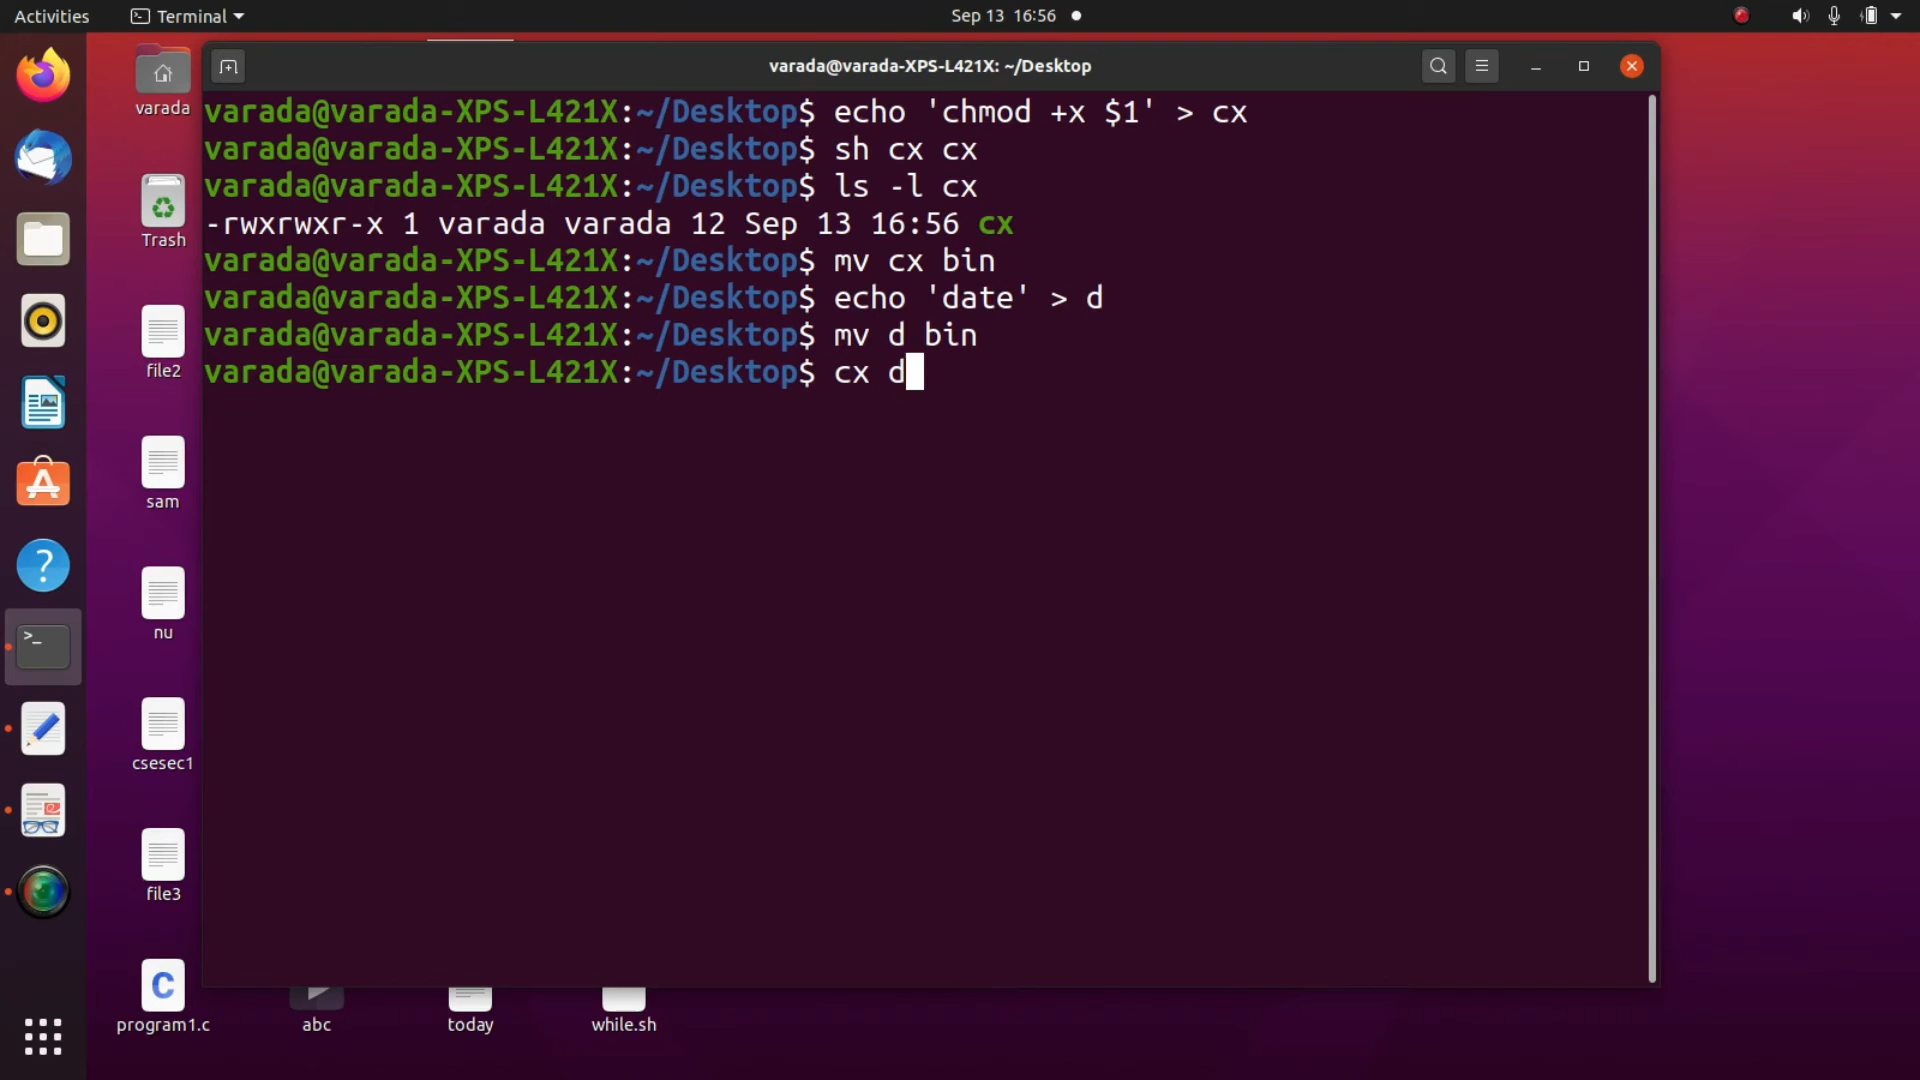 Activities
Terminal
Sep 13 16:56
varada@varada-XPS-L421X: ~/Desktop
varada@varada-XPS-L421X:~/Desktop$ echo 'chmod +x $1' > cx
varada@varada-XPS-L421X:~/Desktop$ sh cx cx
varada@varada-XPS-L421X:~/Desktop$ ls -l cx
-rwxrwxr-x 1 varada varada 12 Sep 13 16:56 cx
varada@varada-XPS-L421X:~/Desktop$ mv cx bin
varada@varada-XPS-L421X:~/Desktop$ echo 'date' > d
varada@varada-XPS-L421X:~/Desktop$ mv d bin
varada@varada-XPS-L421X:~/Desktop$ cx d
varada
Trash
file2
sam
nu
csesec1
file3
program1.c
abc
today
while.sh